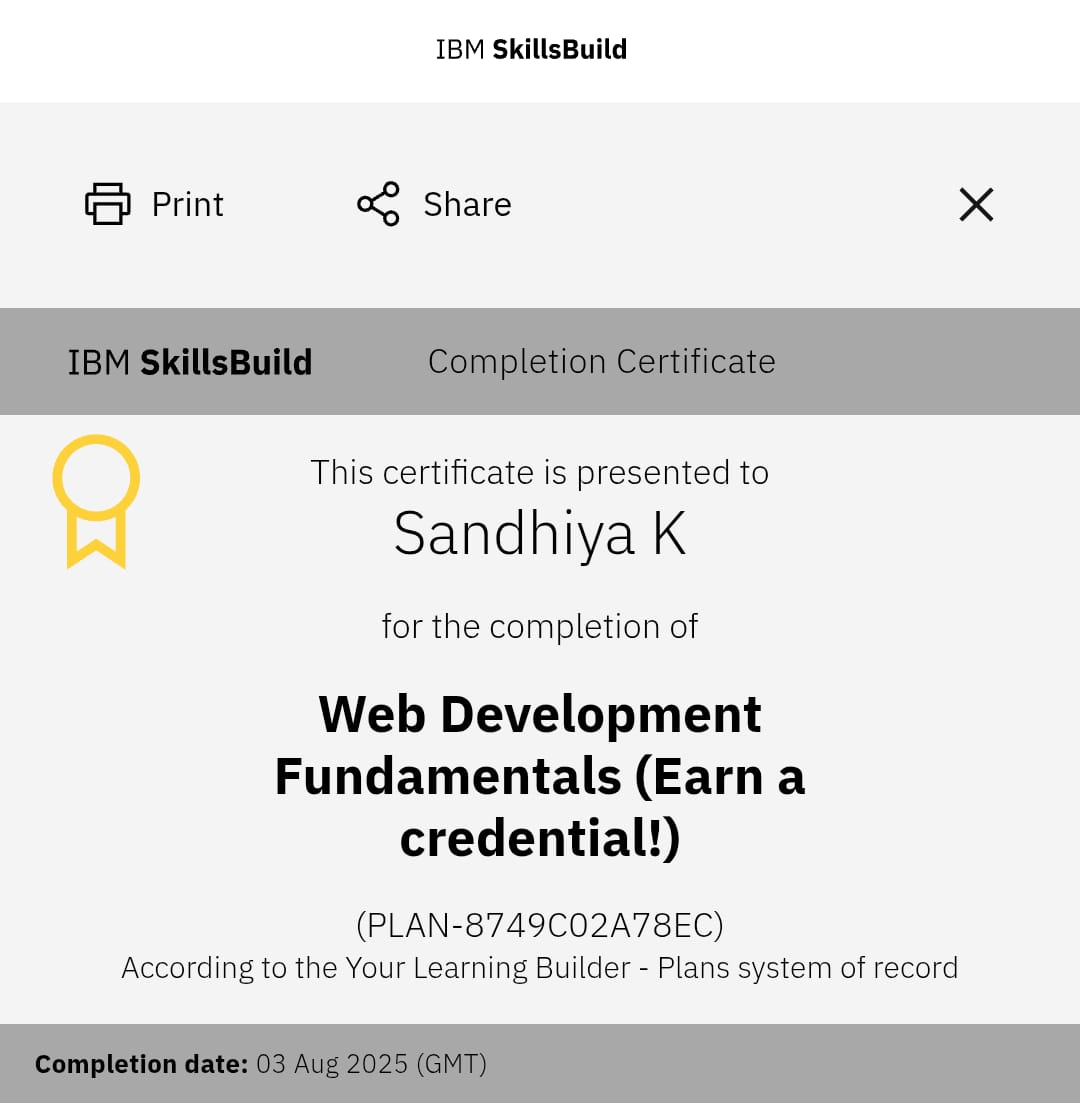 IBM SkillsBuild
Print
Share
IBM SkillsBuild
Completion Certificate
This certificate is presented to
Sandhiya K
for the completion of
Web Development
Fundamentals (Earn a
credential!)
(PLAN-8749C02A78EC)
According to the Your Learning Builder - Plans system of record
Completion date: 03 Aug 2025 (GMT)